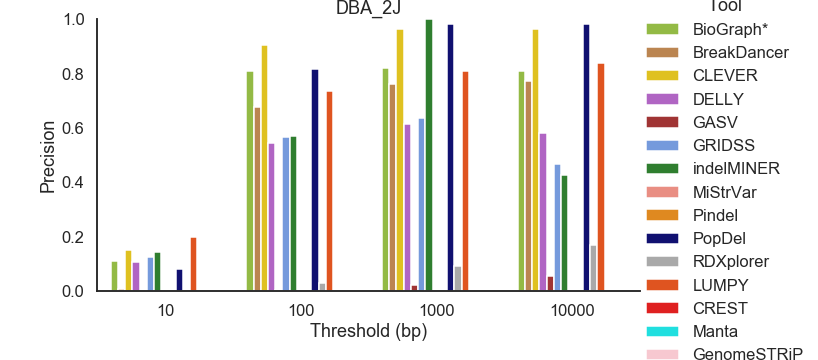 DBA_2J
Tool
1.0
0.8
0.6
0.4
0.2
0.0
Precision
10
100
1000
10000
Threshold (bp)
BioGraph*
BreakDancer
CLEVER
DELLY
GASV
GRIDSS
indelMINER
MiStrVar
Pindel
PopDel
RDXplorer
LUMPY
CREST
Manta
GenomeSTRiP